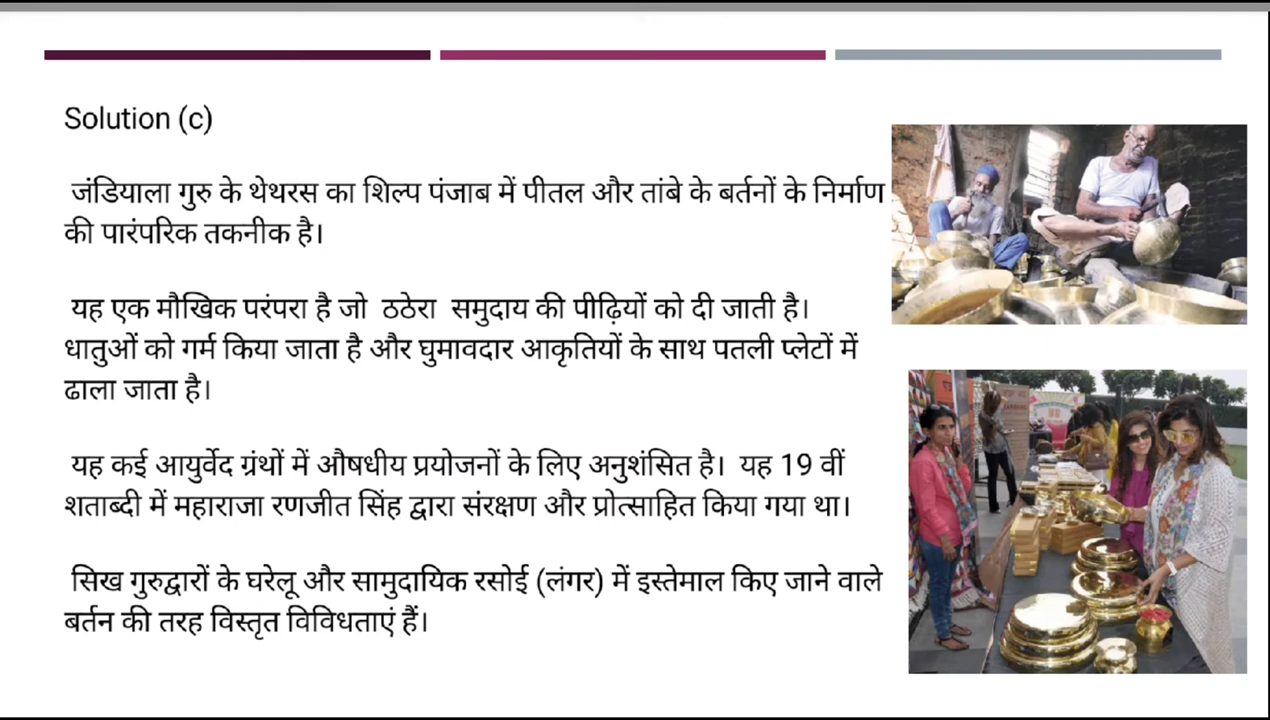 Solution (c)
जंडियाला गुरु के थेथरस का शिल्प पंजाब में पीतल और तांबे के बर्तनों के निर्माण
की पारंपरिक तकनीक है।
यह एक मौखिक परंपरा है जो ठठेरा समुदाय की पीढ़ियों को दी जाती है।
धातुओं को गर्म किया जाता है और घुमावदार आकृतियों के साथ पतली प्लेटों में
ढाला जाता है।
यह कई आयुर्वेद ग्रंथों में औषधीय प्रयोजनों के लिए अनुशंसित है। यह 19 वीं
शताब्दी में महाराजा रणजीत सिंह द्वारा संरक्षण और प्रोत्साहित किया गया था।
सिख गुरुद्वारों के घरेलू और सामुदायिक रसोई (लंगर) में इस्तेमाल किए जाने वाले
बर्तन की तरह विस्तृत विविधताएं हैं।